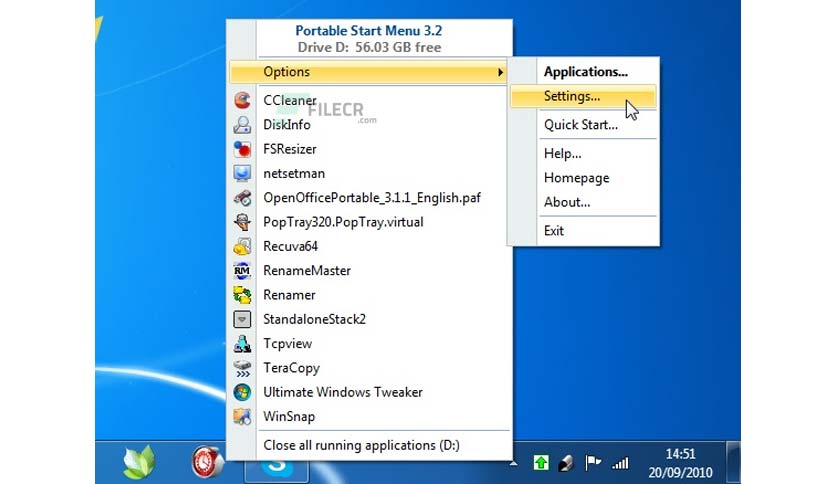 Portable Start Menu 3.2
Drive D: 56.03 GB free
Options
CCleaner
DiskInfo
FSResizer
netsetman
OpenOfficePortable_3.1.1_English.paf
PopTray320.PopTray.virtual
Recuva64
RenameMaster
Renamer
StandaloneStack2
Tcpview
TeraCopy
Ultimate Windows Tweaker
WinSnap
Close all running applications (D:)
Applications...
Settings...
Quick Start...
Help...
Homepage
About...
Exit
FILECR
.com
RM
14:51
20/09/2010